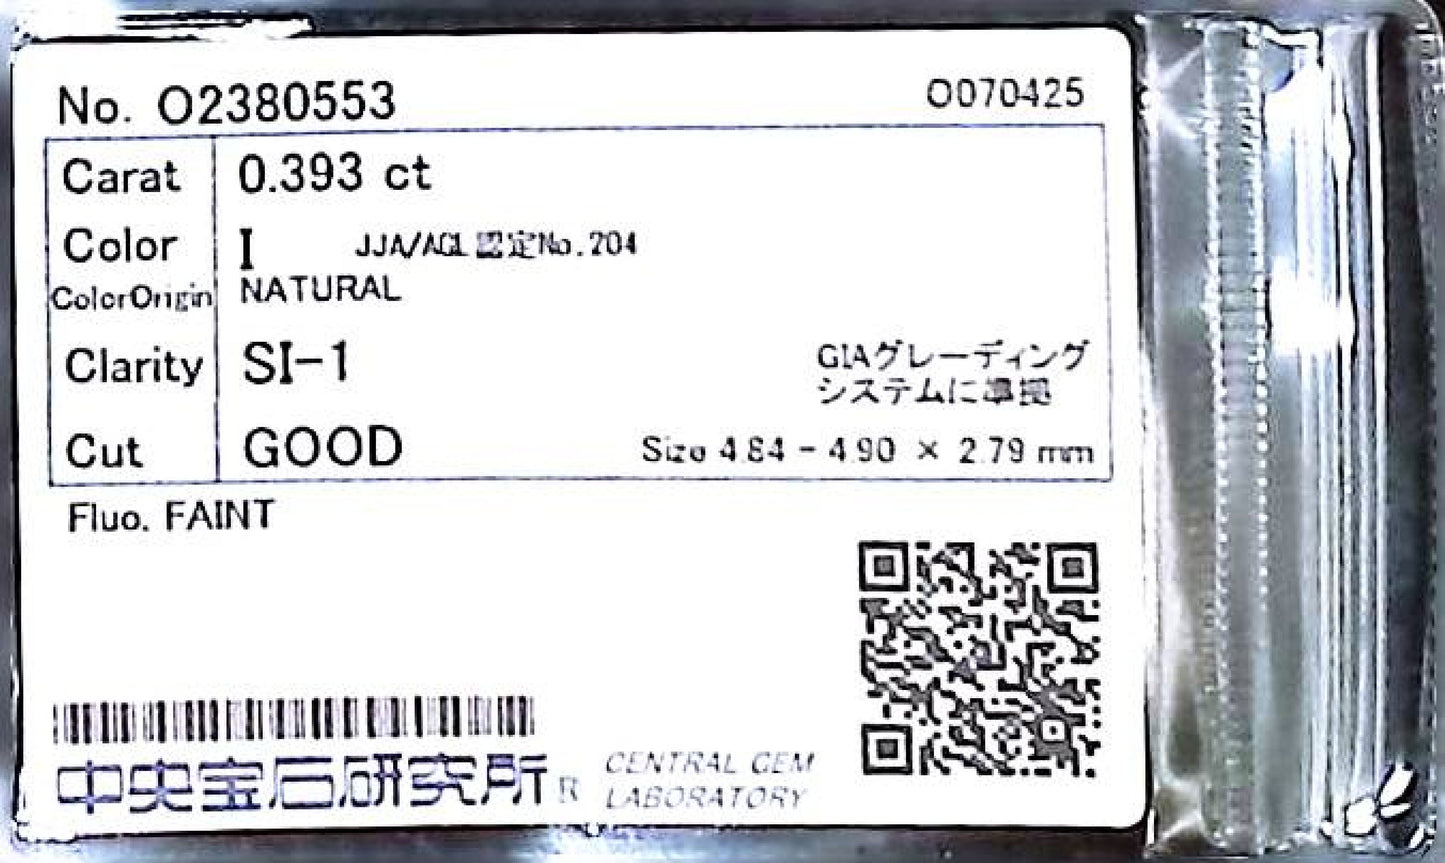 No. O2380553 O070425
Carat 0.393 ct
Color I JJA/AGL認定No.204
ColorOrigin NATURAL
Clarity SI-1 GIAグレーディング
システムに準拠
Cut GOOD Size 4.84 - 4.90 × 2.79 mm
Fluo. FAINT
中央宝石研究所® CENTRAL GEM
LABORATORY